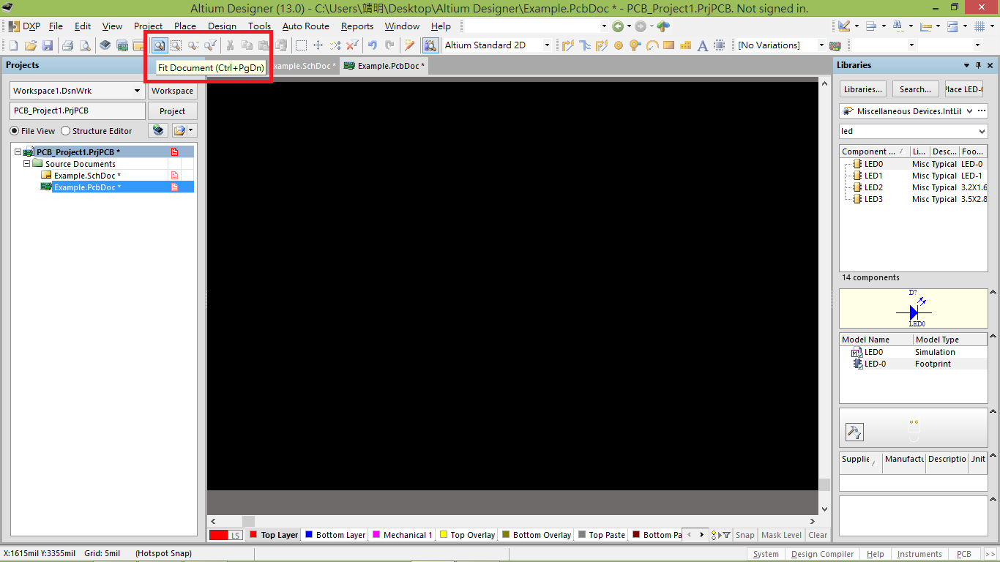 Altium Designer (13.0) - C:\Users\靖明\Desktop\Altium Designer\Example.PcbDoc * - PCB_Project1.PrjPCB. Not signed in.
DXP File Edit View Project Place Design Tools Auto Route Reports Window Help
Altium Standard 2D [No Variations]
Fit Document (Ctrl+PgDn)
Projects
xample.SchDoc * Example.PcbDoc *
Libraries
Workspace1.DsnWrk Workspace
PCB_Project1.PrjPCB Project
File View Structure Editor
PCB_Project1.PrjPCB *
Source Documents
Example.SchDoc *
Example.PcbDoc *
Libraries... Search... Place LED-(
Miscellaneous Devices.IntLib ...
led
Component ... / Li... Desc... Foo...
LED0 Misc Typical LED-0
LED1 Misc Typical LED-1
LED2 Misc Typical 3.2X1.6
LED3 Misc Typical 3.5X2.8
14 components
D?
LED0
Model Name Model Type
LED0 Simulation
LED-0 Footprint
Supplie / Manufactu Descriptio Unit
LS Top Layer Bottom Layer Mechanical 1 Top Overlay Bottom Overlay Top Paste Bottom Pa Snap Mask Level Clear
X:1615mil Y:3355mil Grid: 5mil (Hotspot Snap) System Design Compiler Help Instruments PCB >>